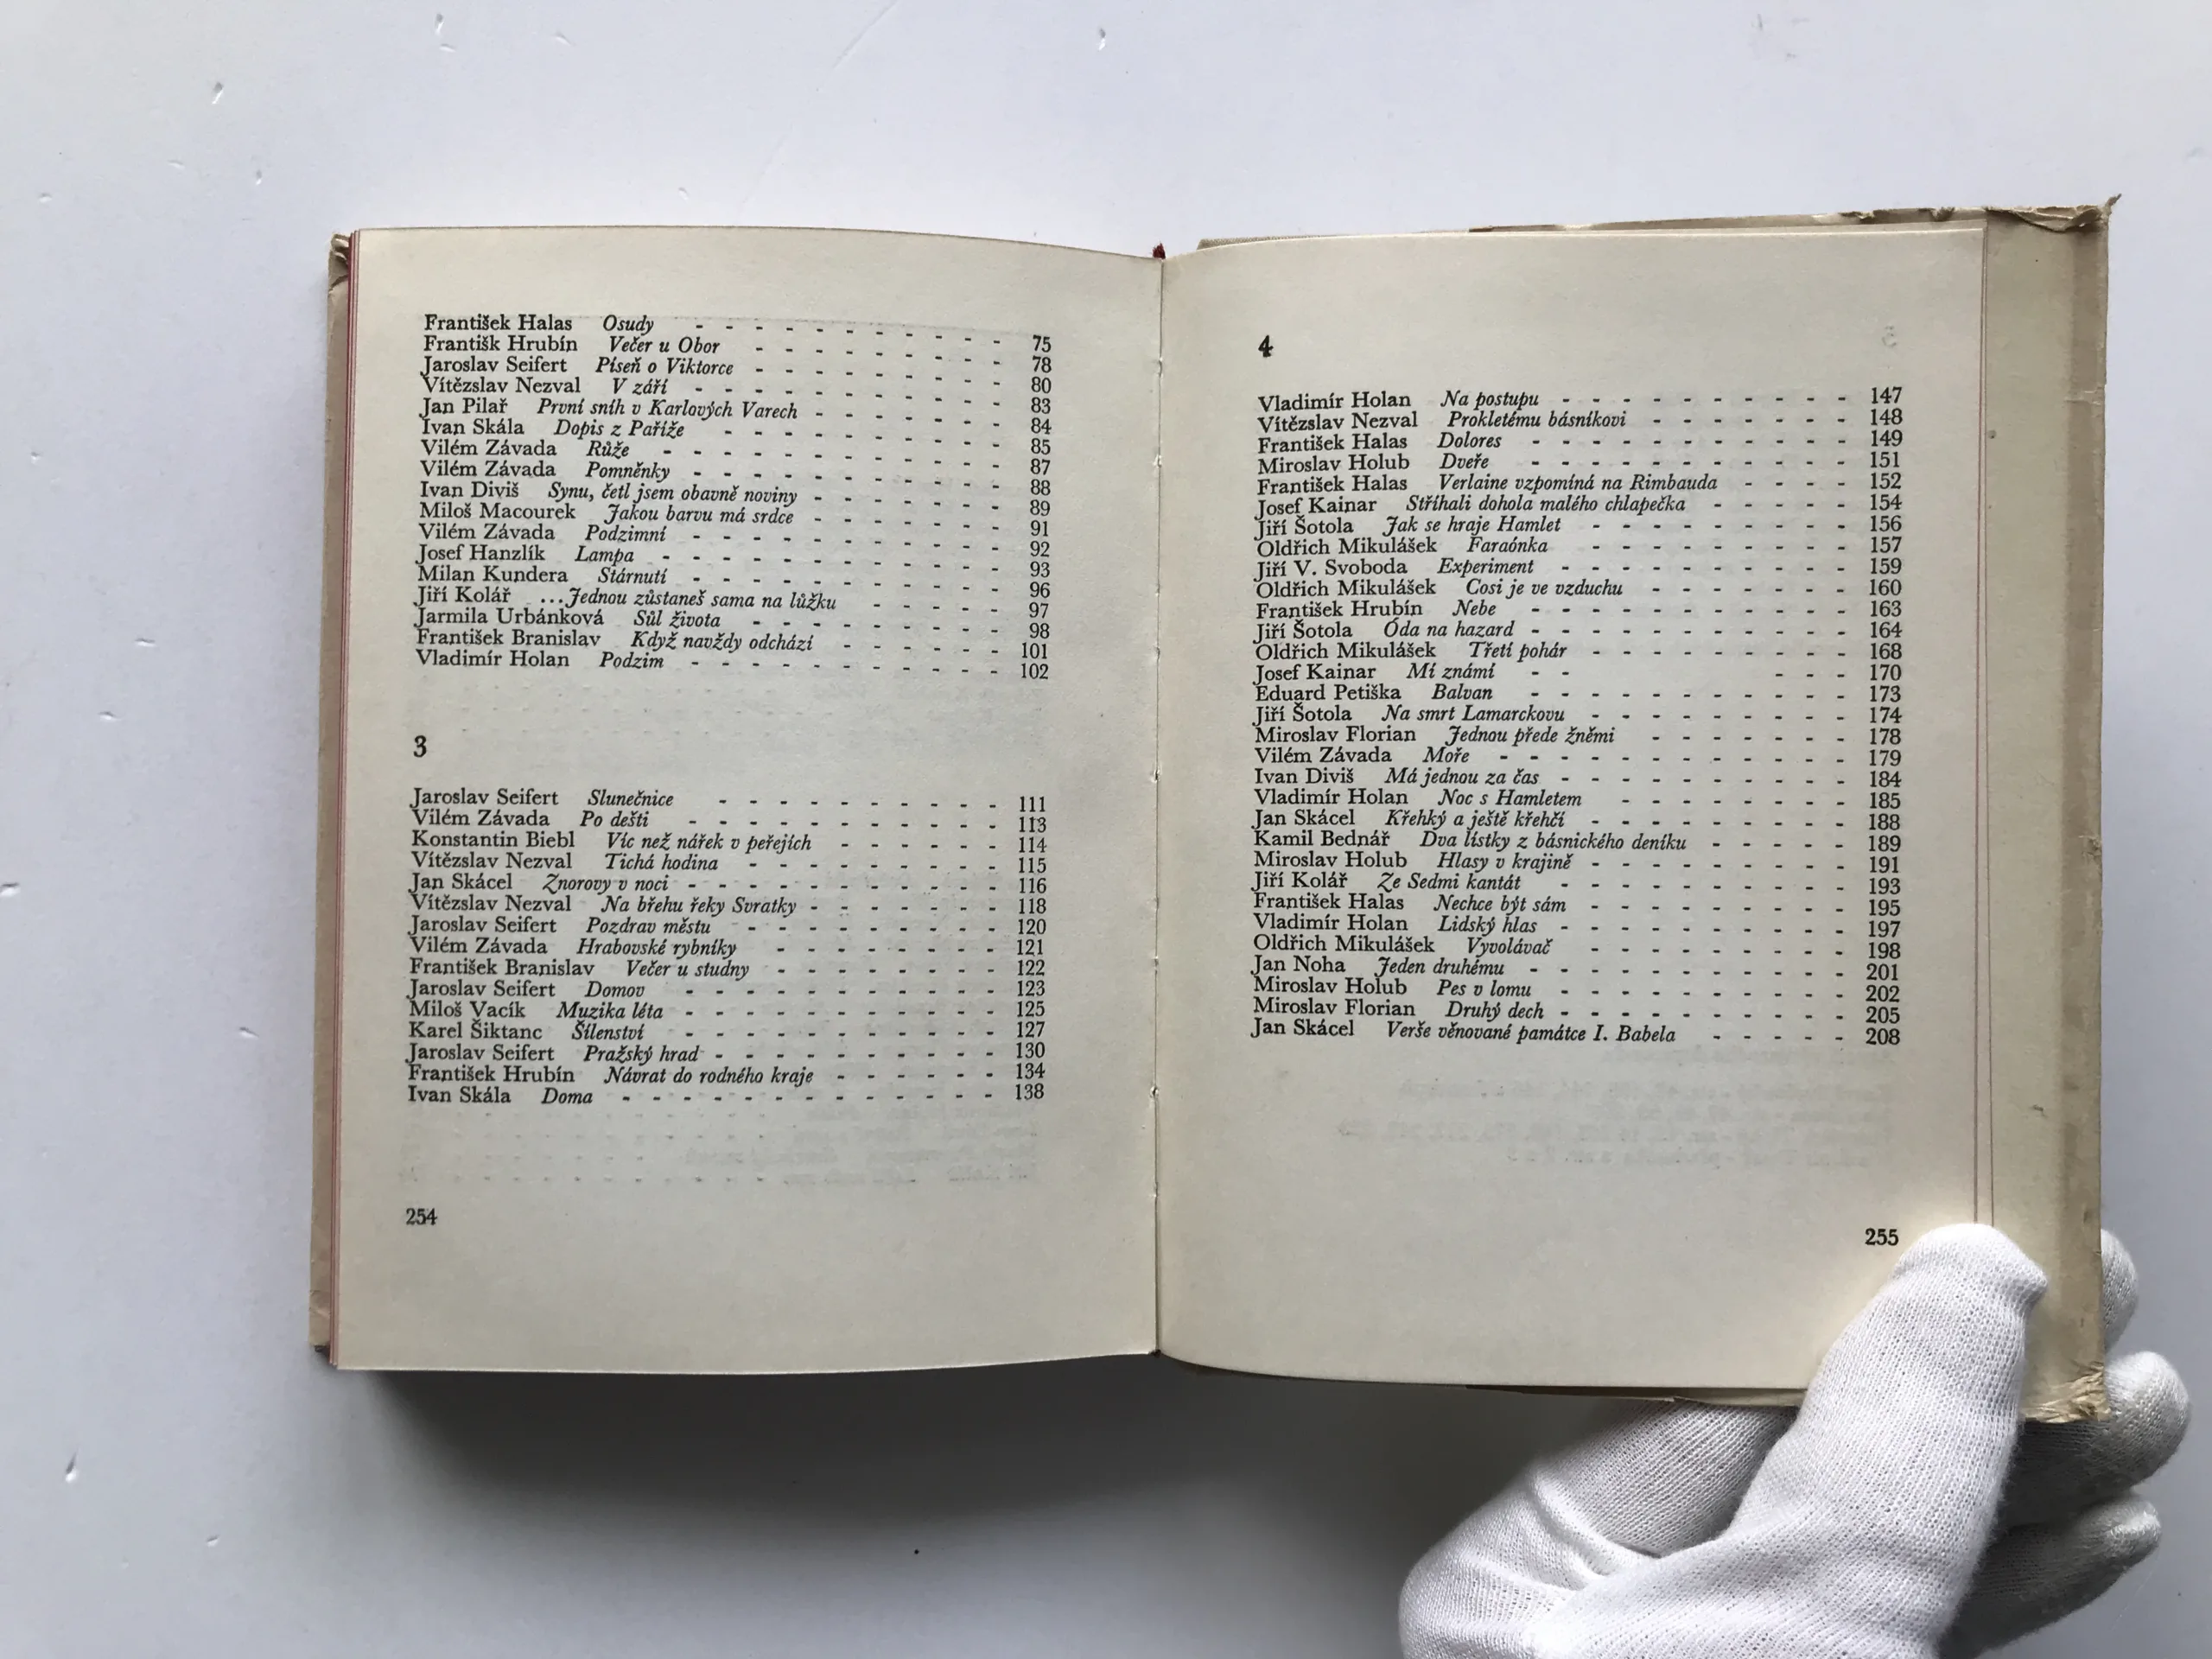 František Halas Osudy 75
Františk Hrubín Večer u Obor 78
Jaroslav Seifert Píseň o Viktorce 80
Vítězslav Nezval V září 83
Jan Pilař První sníh v Karlových Varech 84
Ivan Skála Dopis z Paříže 85
Vilém Závada Růže 87
Vilém Závada Pomněnky 88
Ivan Diviš Synu, četl jsem obavně noviny 89
Miloš Macourek Jakou barvu má srdce 91
Vilém Závada Podzimní 92
Josef Hanzlík Lampa 93
Milan Kundera Stárnutí 96
Jiří Kolář ...Jednou zůstaneš sama na lůžku 97
Jarmila Urbánková Sůl života 98
František Branislav Když navždy odchází 101
Vladimír Holan Podzim 102
3
Jaroslav Seifert Slunečnice 111
Vilém Závada Po dešti 113
Konstantin Biebl Víc než nářek v peřejích 114
Vítězslav Nezval Tichá hodina 115
Jan Skácel Znorovy v noci 116
Vítězslav Nezval Na břehu řeky Svratky 118
Jaroslav Seifert Pozdrav městu 120
Vilém Závada Hrabovské rybníky 121
František Branislav Večer u studny 122
Jaroslav Seifert Domov 123
Miloš Vacík Muzika léta 125
Karel Šiktanc Šílenství 127
Jaroslav Seifert Pražský hrad 130
František Hrubín Návrat do rodného kraje 134
Ivan Skála Doma 138
254
4
Vladimír Holan Na postupu 147
Vítězslav Nezval Prokletému básníkovi 148
František Halas Dolores 149
Miroslav Holub Dveře 151
František Halas Verlaine vzpomíná na Rimbauda 152
Josef Kainar Stříhali dohola malého chlapečka 154
Jiří Šotola Jak se hraje Hamlet 156
Oldřich Mikulášek Faraónka 157
Jiří V. Svoboda Experiment 159
Oldřich Mikulášek Cosi je ve vzduchu 160
František Hrubín Nebe 163
Jiří Šotola Óda na hazard 164
Oldřich Mikulášek Třetí pohár 168
Josef Kainar Mí známí 170
Eduard Petiška Balvan 173
Jiří Šotola Na smrt Lamarckovu 174
Miroslav Florian Jednou přede žněmi 178
Vilém Závada Moře 179
Ivan Diviš Má jednou za čas 184
Vladimír Holan Noc s Hamletem 185
Jan Skácel Křehký a ještě křehčí 188
Kamil Bednář Dva lístky z básnického deníku 189
Miroslav Holub Hlasy v krajině 191
Jiří Kolář Ze Sedmi kantát 193
František Halas Nechce být sám 195
Vladimír Holan Lidský hlas 197
Oldřich Mikulášek Vyvolávač 198
Jan Noha Jeden druhému 201
Miroslav Holub Pes v lomu 202
Miroslav Florian Druhý dech 205
Jan Skácel Verše věnované památce I. Babela 208
255